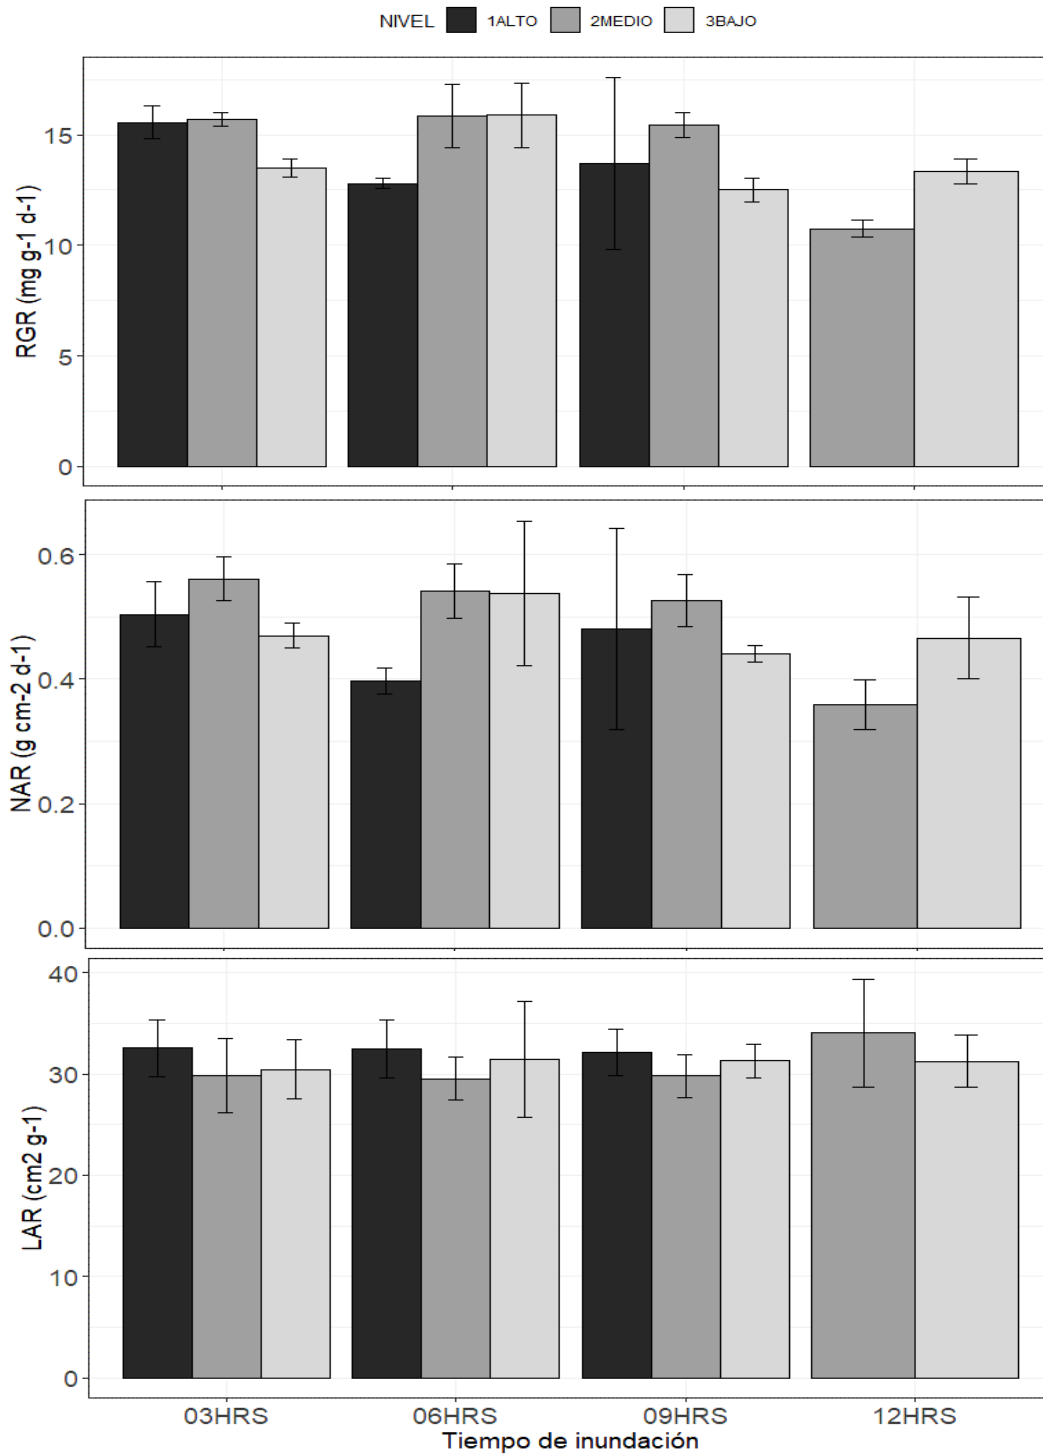 NIVEL 1ALTO 2MEDIO 3BAJO
RGR (mg g-1 d-1)
15
10
5
0
NAR (g cm-2 d-1)
0.6
0.4
0.2
0.0
LAR (cm2 g-1)
40
30
20
10
0
03HRS 06HRS 09HRS 12HRS
Tiempo de inundación